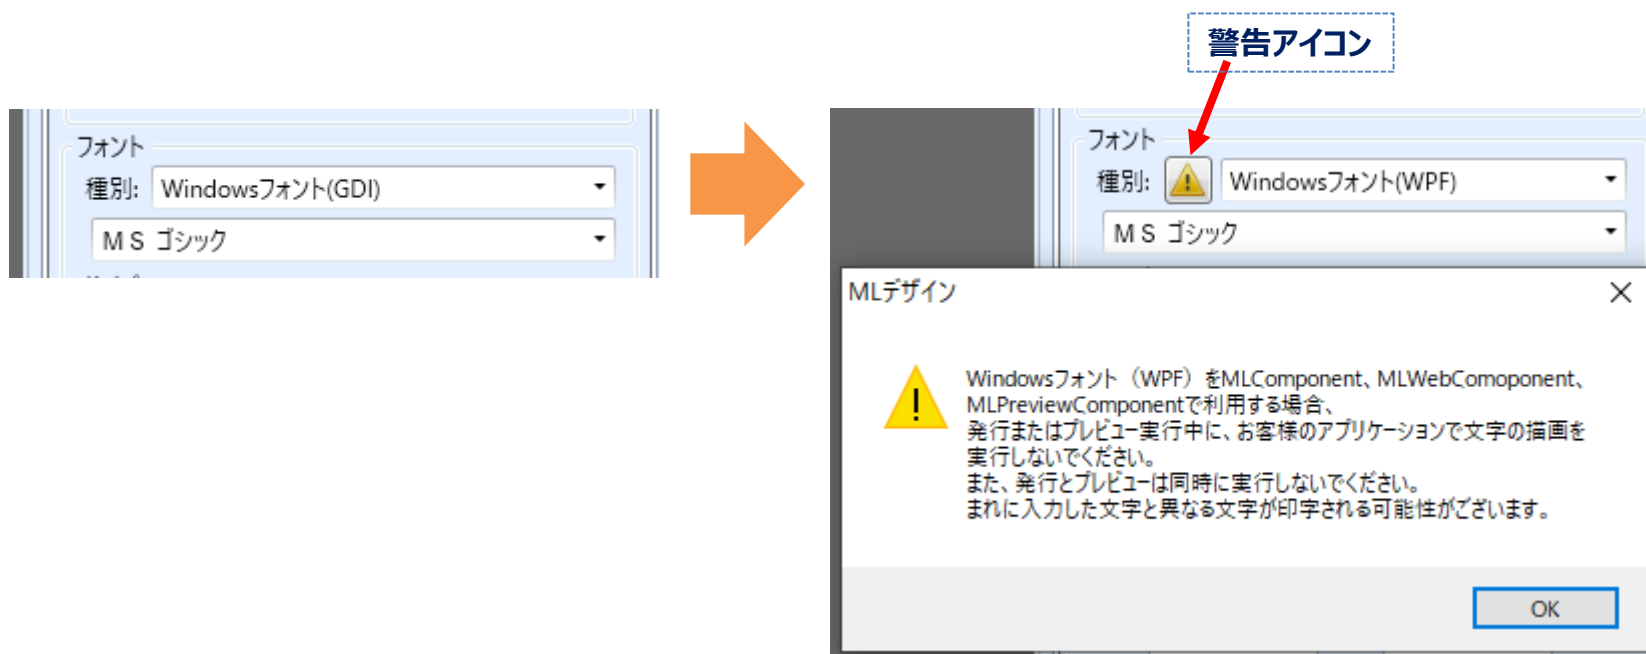 警告アイコン
フォント
種別: Windowsフォント(GDI)
ＭＳ ゴシック
フォント
種別: Windowsフォント(WPF)
ＭＳ ゴシック
MLデザイン
Windowsフォント（WPF）をMLComponent、MLWebComoponent、
MLPreviewComponentで利用する場合、
発行またはプレビュー実行中に、お客様のアプリケーションで文字の描画を
実行しないでください。
また、発行とプレビューは同時に実行しないでください。
まれに入力した文字と異なる文字が印字される可能性がございます。
OK